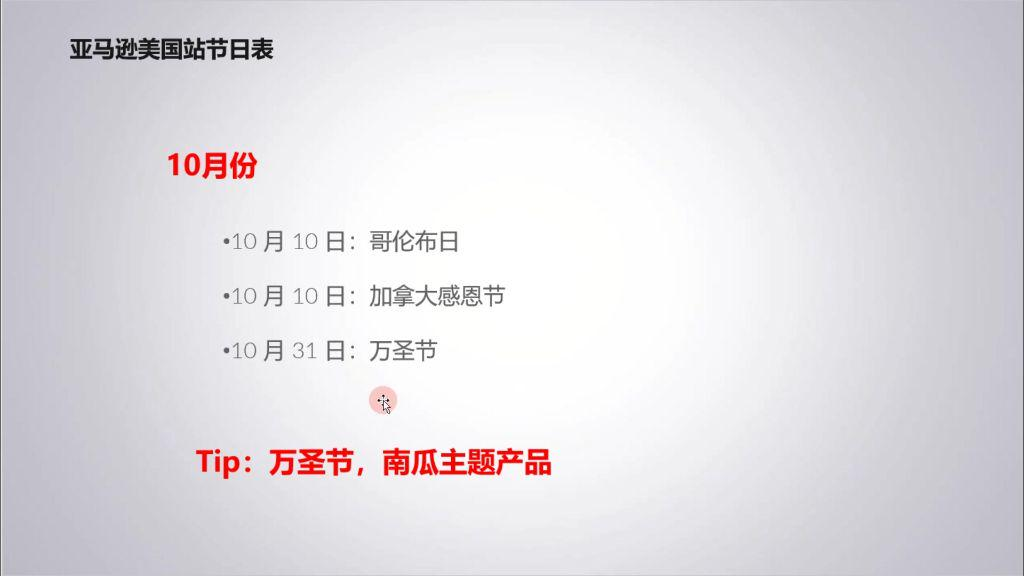 亚马逊美国站节日表
10月份
•10 月 10 日：哥伦布日
•10 月 10 日：加拿大感恩节
•10 月 31 日：万圣节
Tip：万圣节，南瓜主题产品